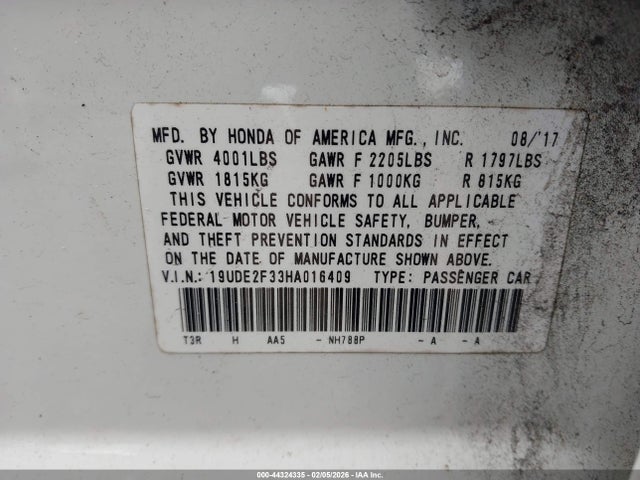 MFD. BY HONDA OF AMERICA MFG., INC. 08/'17
GVWR 4001LBS GAWR F 2205LBS R 1797LBS
GVWR 1815KG GAWR F 1000KG R 815KG
THIS VEHICLE CONFORMS TO ALL APPLICABLE
FEDERAL MOTOR VEHICLE SAFETY, BUMPER,
AND THEFT PREVENTION STANDARDS IN EFFECT
ON THE DATE OF MANUFACTURE SHOWN ABOVE.
V.I.N.: 19UDE2F33HA016409 TYPE: PASSENGER CAR
T3R H AA5 - NH788P - A - A
000-44324335 - 02/05/2026 - IAA Inc.